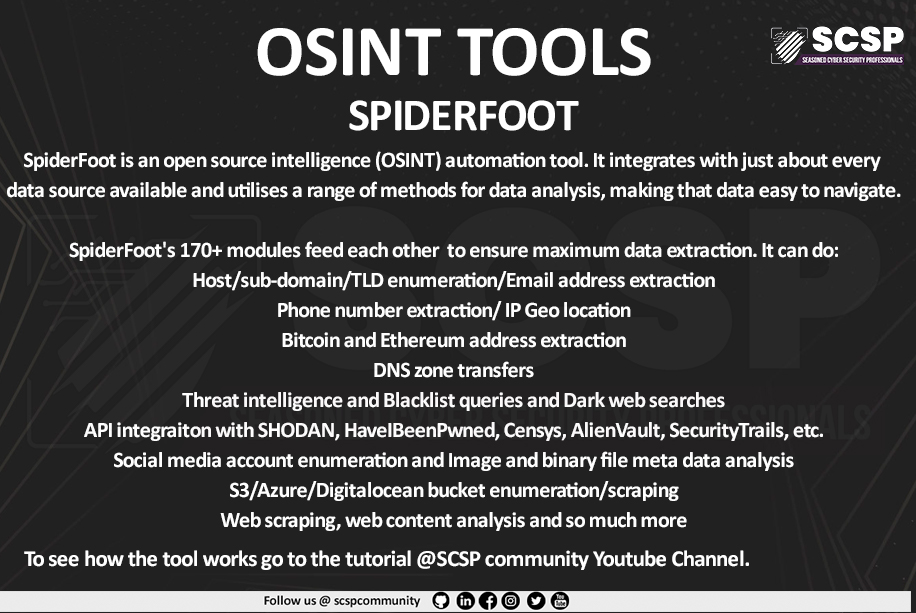 OSINT TOOLS
SCSP
SEASONED CYBER SECURITY PROFESSIONALS
SPIDERFOOT
SpiderFoot is an open source intelligence (OSINT) automation tool. It integrates with just about every
data source available and utilises a range of methods for data analysis, making that data easy to navigate.
SpiderFoot's 170+ modules feed each other  to ensure maximum data extraction. It can do:
Host/sub-domain/TLD enumeration/Email address extraction
Phone number extraction/ IP Geo location
Bitcoin and Ethereum address extraction
DNS zone transfers
Threat intelligence and Blacklist queries and Dark web searches
API integraiton with SHODAN, HaveIBeenPwned, Censys, AlienVault, SecurityTrails, etc.
Social media account enumeration and Image and binary file meta data analysis
S3/Azure/Digitalocean bucket enumeration/scraping
Web scraping, web content analysis and so much more
To see how the tool works go to the tutorial @SCSP community Youtube Channel.
Follow us @ scspcommunity